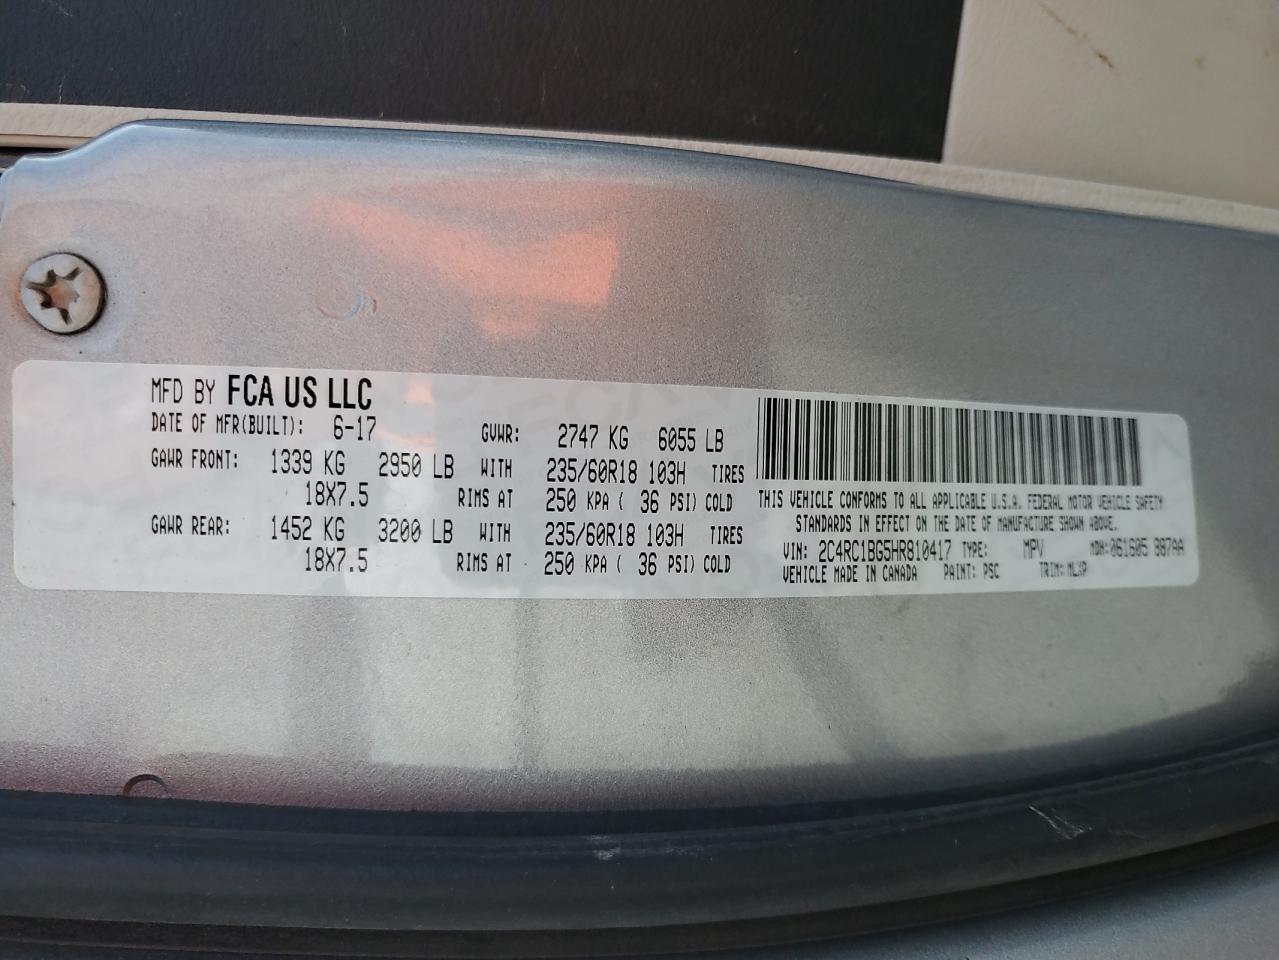 MFD BY FCA US LLC
DATE OF MFR(BUILT): 6-17 GVWR: 2747 KG 6055 LB
GAWR FRONT: 1339 KG 2950 LB WITH 235/60R18 103H TIRES
18X7.5 RIMS AT 250 KPA ( 36 PSI) COLD
GAWR REAR: 1452 KG 3200 LB WITH 235/60R18 103H TIRES
18X7.5 RIMS AT 250 KPA ( 36 PSI) COLD
THIS VEHICLE CONFORMS TO ALL APPLICABLE U.S.A. FEDERAL MOTOR VEHICLE SAFETY
STANDARDS IN EFFECT ON THE DATE OF MANUFACTURE SHOWN ABOVE.
VIN: 2C4RC1BG5HR810417 TYPE: MPV MDH: 061605 887AA
VEHICLE MADE IN CANADA PAINT: PSC TRIM: